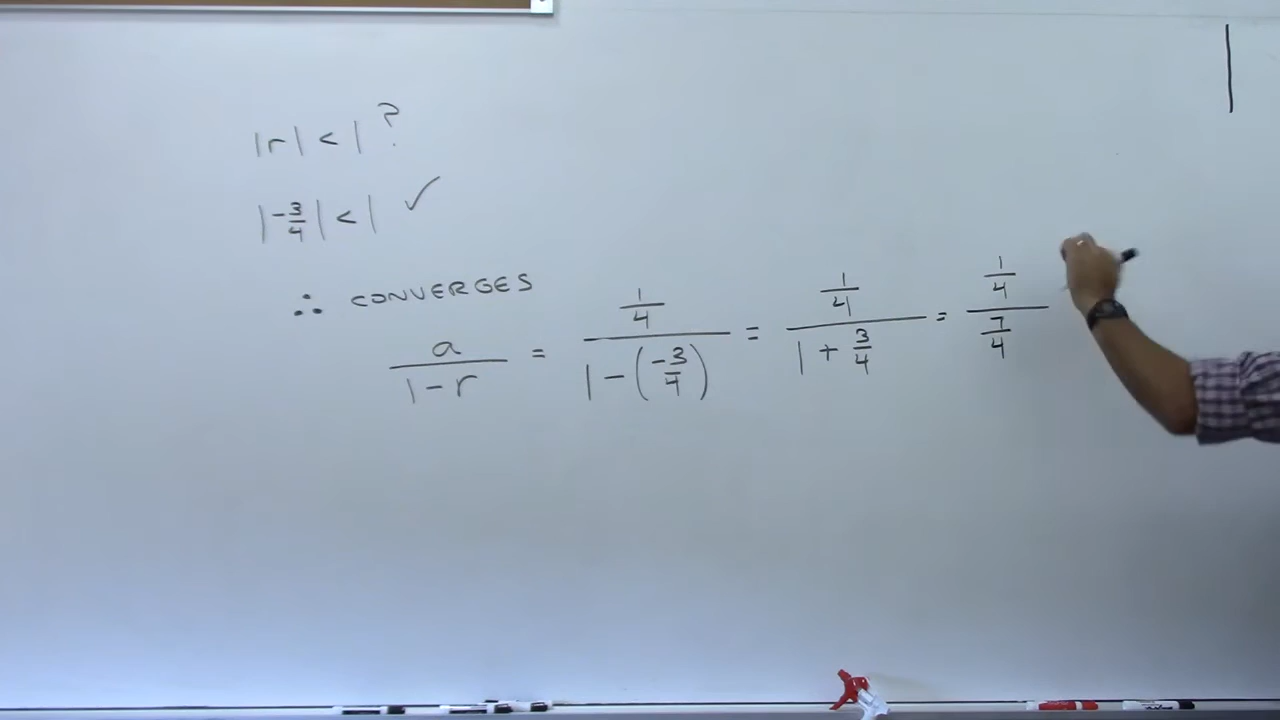 |r| < 1 ?
|-3/4| < 1 ✓
∴ CONVERGES
a/(1-r) = (1/4)/(1-(-3/4)) = (1/4)/(1+3/4) = (1/4)/(7/4)